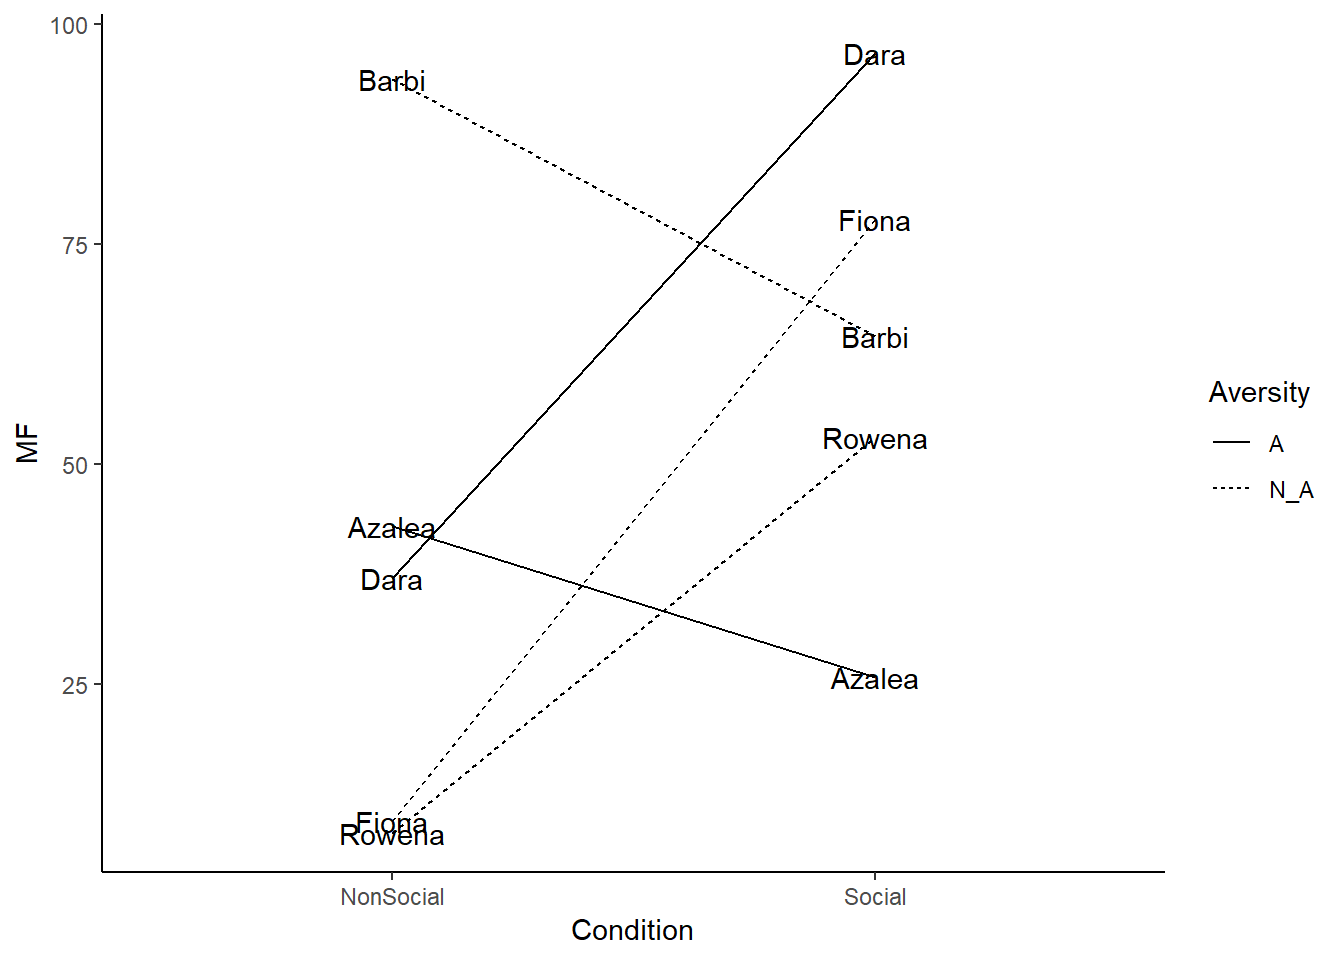 100
75
50
25
MF
Barbi
Dara
Fiona
Barbi
Rowena
Azalea
Dara
Azalea
Fiona
Rowena
NonSocial
Social
Condition
Aversity
A
N_A